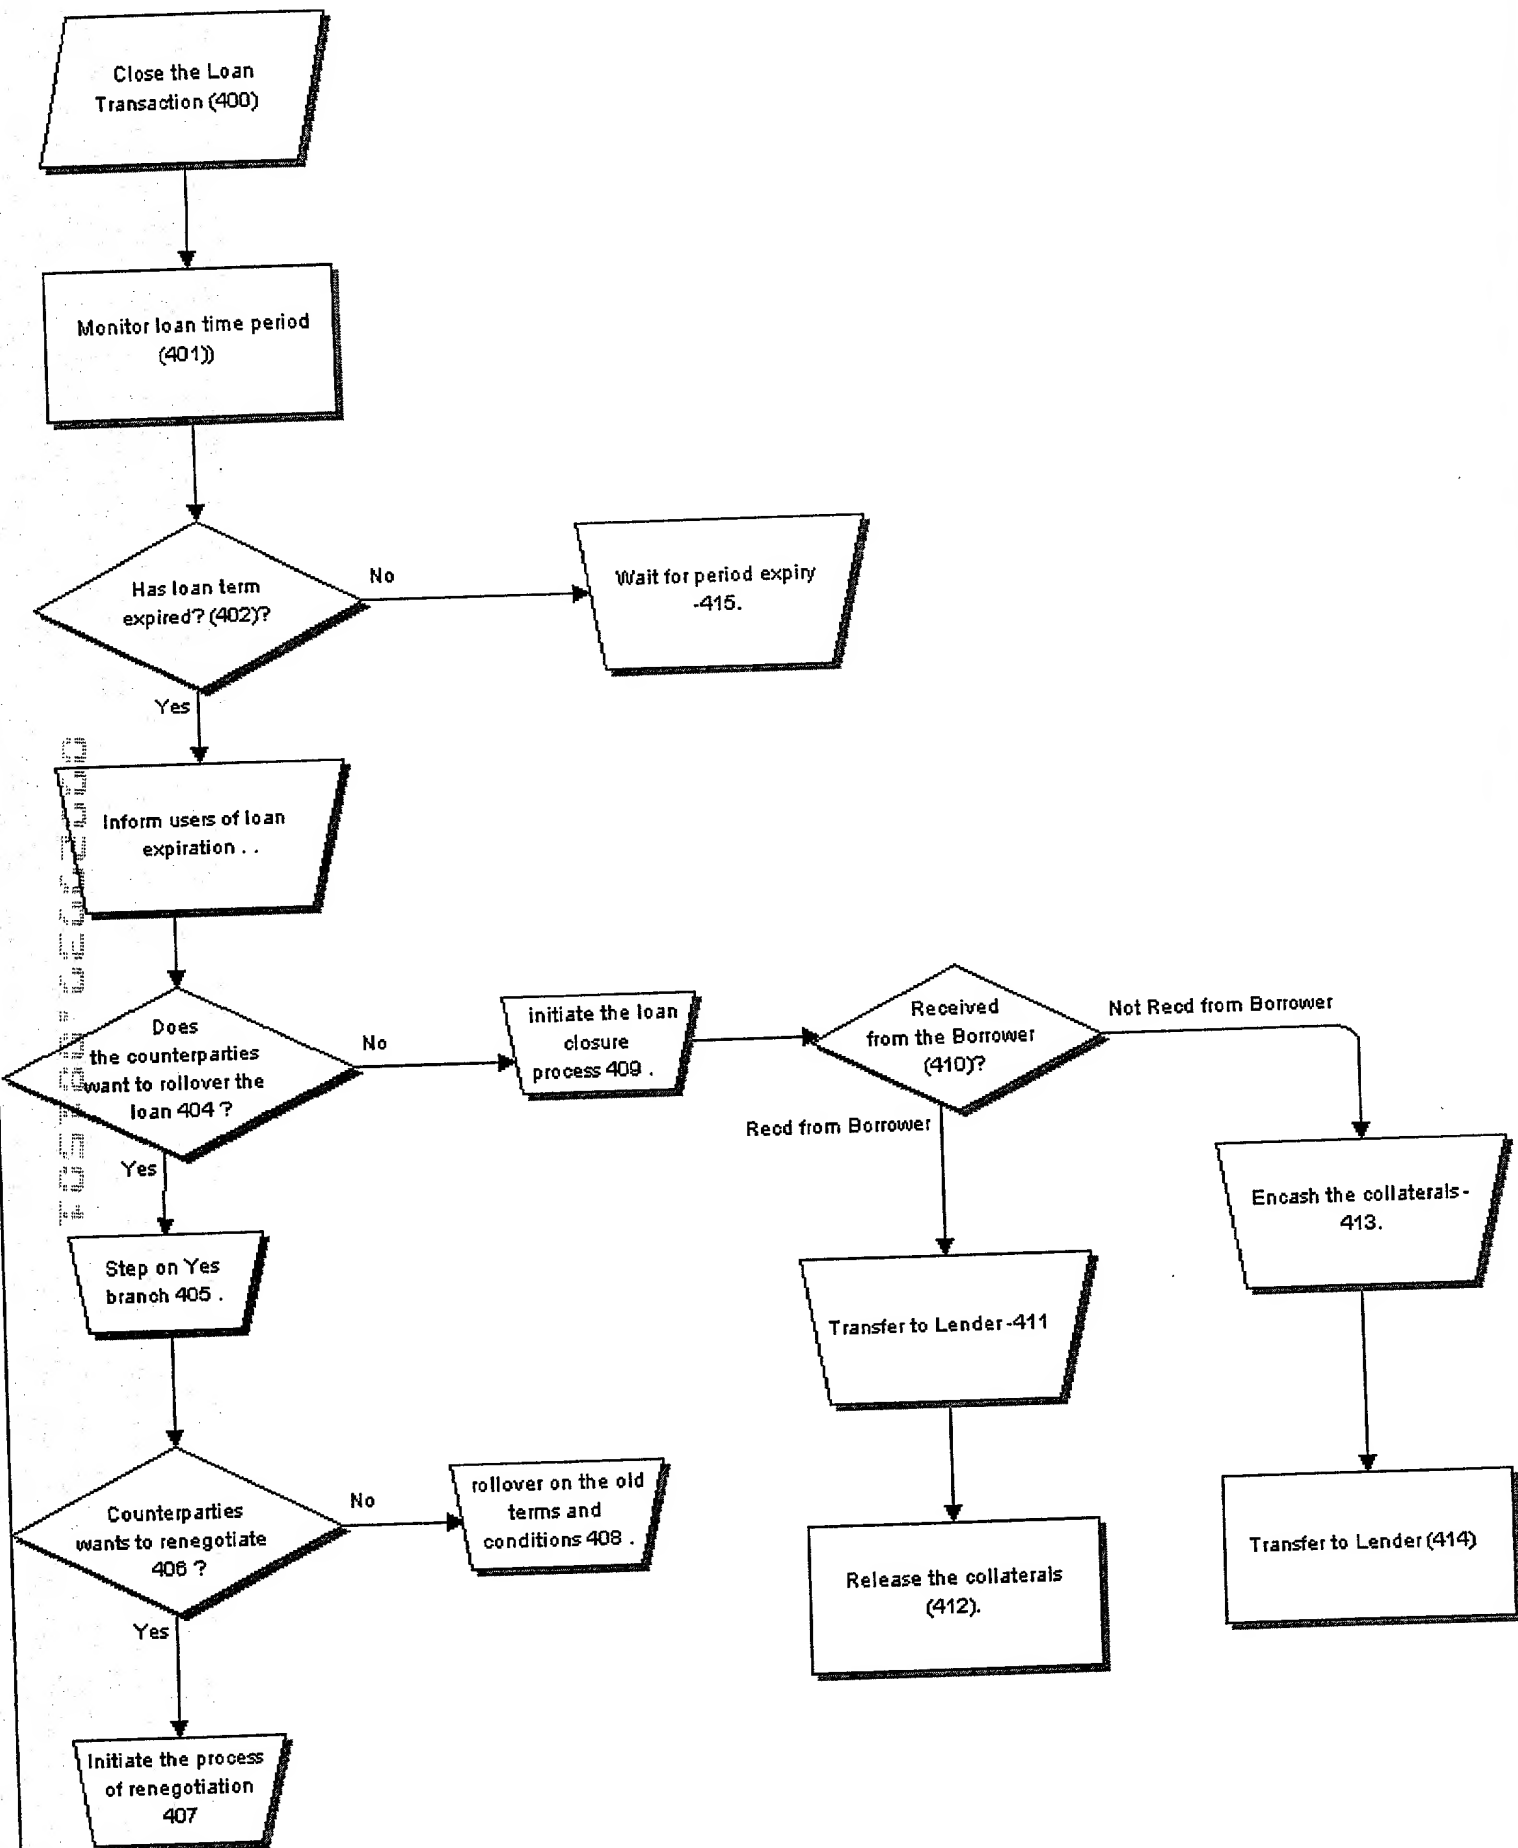 Close the Loan
Transaction (400)
Monitor loan time period
(401))
Has loan term
expired? (402)?
No
Wait for period expiry
-415.
Yes
Inform users of loan
expiration . .
Does
the counterparties
want to rollover the
loan 404 ?
No
initiate the loan
closure
process 409 .
Received
from the Borrower
(410)?
Not Recd from Borrower
Recd from Borrower
Yes
Step on Yes
branch 405 .
Transfer to Lender -411
Encash the collaterals -
413.
Counterparties
wants to renegotiate
406 ?
No
rollover on the old
terms and
conditions 408 .
Release the collaterals
(412).
Transfer to Lender (414)
Yes
Initiate the process
of renegotiation
407